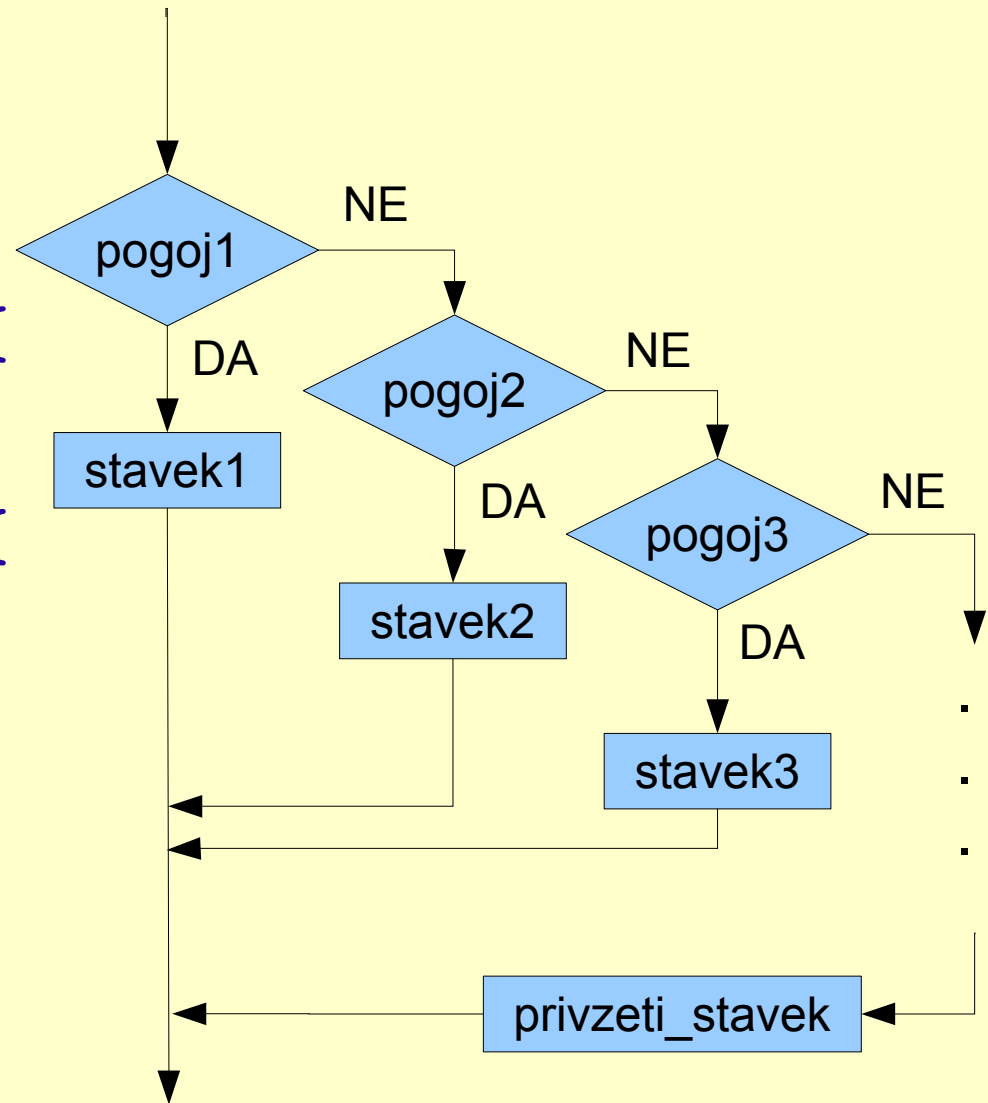 NE
pogoj1
DA
NE
pogoj2
stavek1
DA
NE
pogoj3
stavek2
DA
stavek3
.
.
.
privzeti_stavek